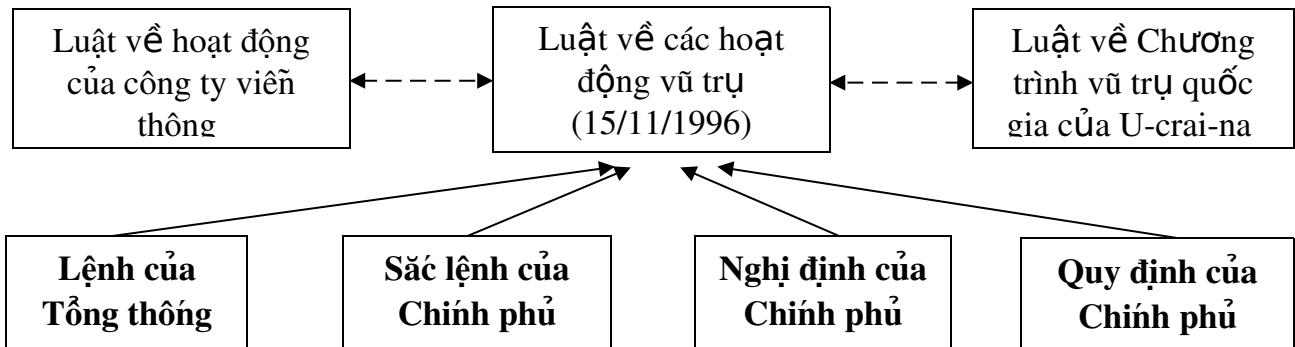 Luật về hoạt động
của công ty viễn
thông
Luật về các hoạt
động vũ trụ
(15/11/1996)
Luật về Chương
trình vũ trụ quốc
gia của U-crai-na
Lệnh của
Tổng thống
Sắc lệnh của
Chính phủ
Nghị định của
Chính phủ
Quy định của
Chính phủ